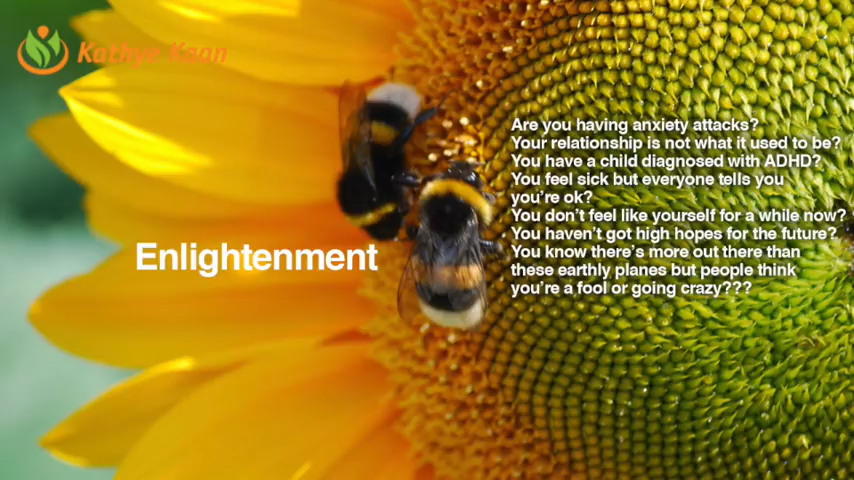 Kathye Kaan
Enlightenment
Are you having anxiety attacks?
Your relationship is not what it used to be?
You have a child diagnosed with ADHD?
You feel sick but everyone tells you
you're ok?
You don't feel like yourself for a while now?
You haven't got high hopes for the future?
You know there's more out there than
these earthly planes but people think
you're a fool or going crazy???